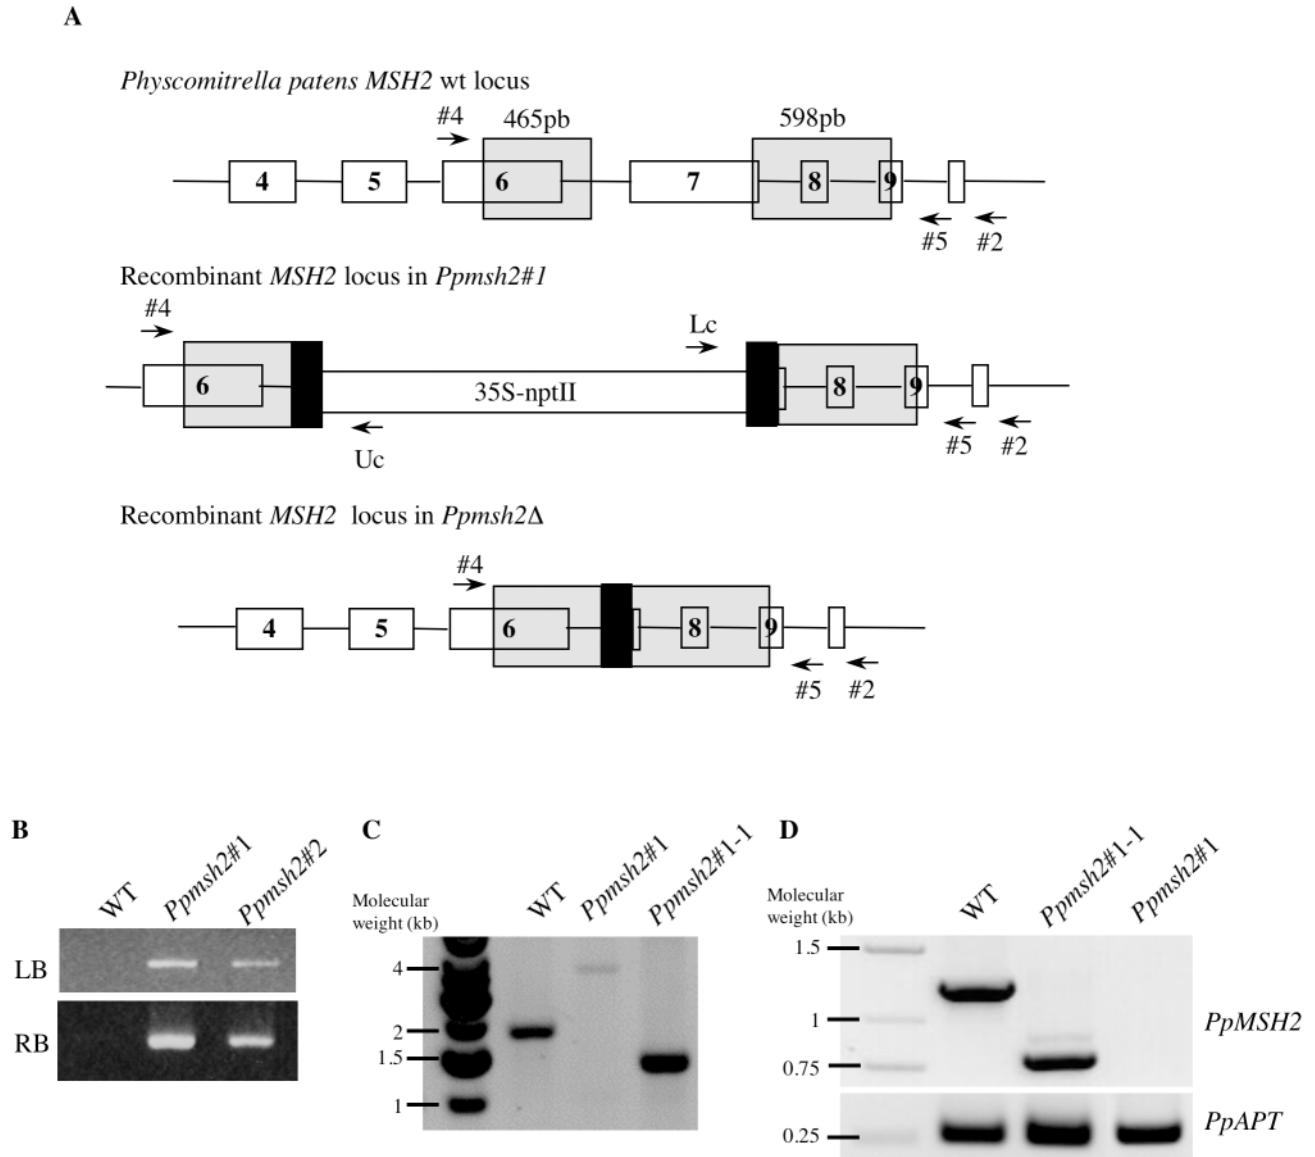 A
Physcomitrella patens MSH2 wt locus
#4 465pb 598pb
4 5 6 7 8 9
#5 #2
Recombinant MSH2 locus in Ppmsh2#1
#4 Lc
6 35S-nptII 8 9
Uc #5 #2
Recombinant MSH2 locus in Ppmsh2Δ
#4
4 5 6 8 9
#5 #2
B
WT Ppmsh2#1 Ppmsh2#2
LB
RB
C
Molecular
weight (kb)
WT Ppmsh2#1 Ppmsh2#1-1
4
2
1.5
1
D
Molecular
weight (kb)
WT Ppmsh2#1-1 Ppmsh2#1
1.5
1
0.75
PpMSH2
0.25
PpAPT